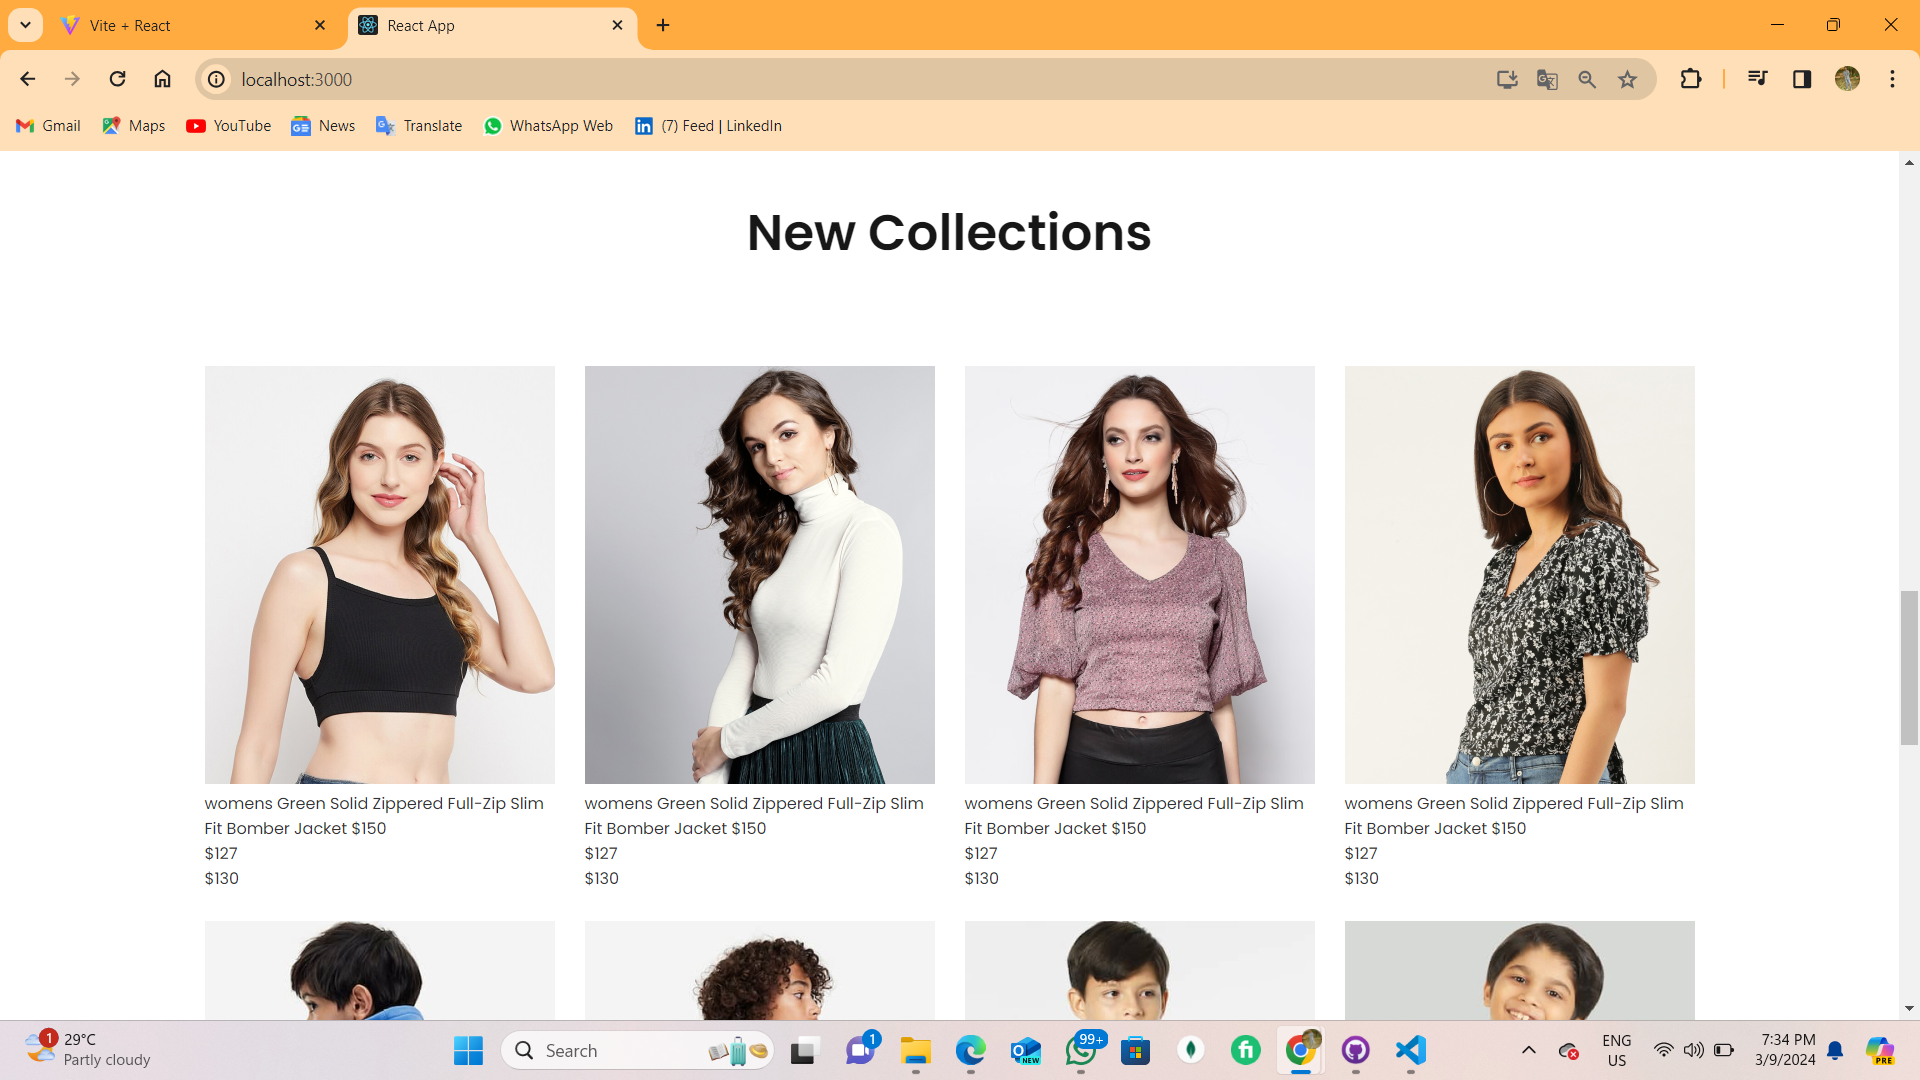 Vite + React
React App
localhost:3000
Gmail
Maps
YouTube
News
Translate
WhatsApp Web
(7) Feed | LinkedIn
New Collections
womens Green Solid Zippered Full-Zip Slim
Fit Bomber Jacket $150
$127
$130
womens Green Solid Zippered Full-Zip Slim
Fit Bomber Jacket $150
$127
$130
womens Green Solid Zippered Full-Zip Slim
Fit Bomber Jacket $150
$127
$130
womens Green Solid Zippered Full-Zip Slim
Fit Bomber Jacket $150
$127
$130
1
29°C
Partly cloudy
Search
1
NEW
99+
ENG
US
7:34 PM
3/9/2024
PRE